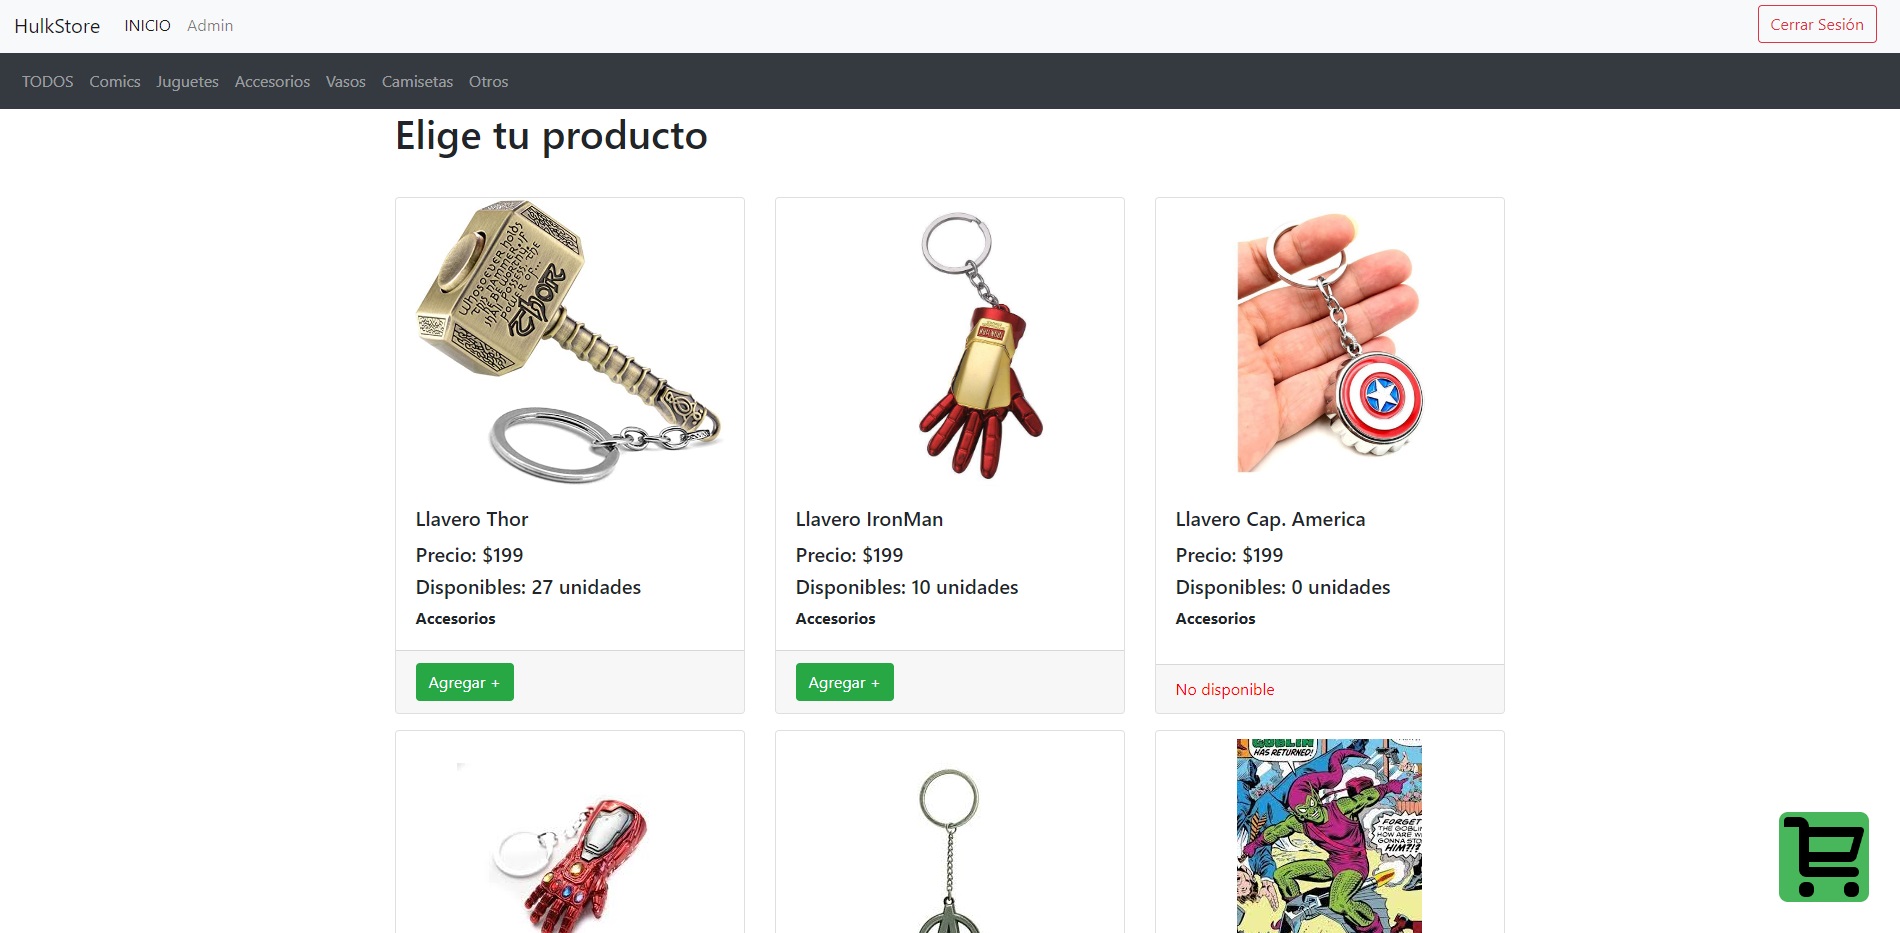 HulkStore INICIO Admin Cerrar Sesión
TODOS Comics Juguetes Accesorios Vasos Camisetas Otros
Elige tu producto
Whosoever holds
this hammer, if
he be worthy,
shall possess the
power of...
Thor
Llavero Thor
Precio: $199
Disponibles: 27 unidades
Accesorios
Agregar +
Llavero IronMan
Precio: $199
Disponibles: 10 unidades
Accesorios
Agregar +
Llavero Cap. America
Precio: $199
Disponibles: 0 unidades
Accesorios
No disponible
GOBLIN
HAS RETURNED!
FORGET
THE GOBLIN
HOW ARE
GONNA
HIM?!?